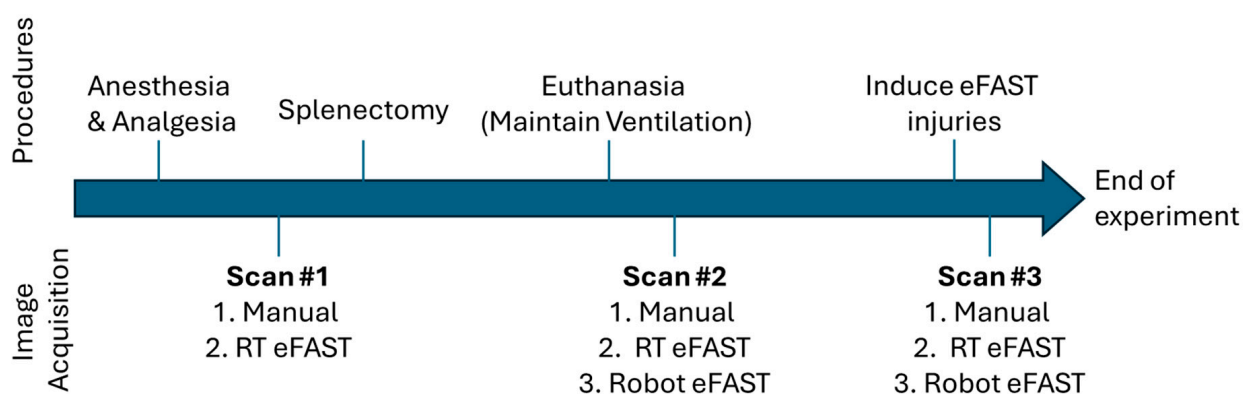 Procedures
Anesthesia
& Analgesia
Splenectomy
Euthanasia
(Maintain Ventilation)
Induce eFAST
injuries
End of
experiment
Image
Acquisition
Scan #1
1. Manual
2. RT eFAST
Scan #2
1. Manual
2. RT eFAST
3. Robot eFAST
Scan #3
1. Manual
2. RT eFAST
3. Robot eFAST